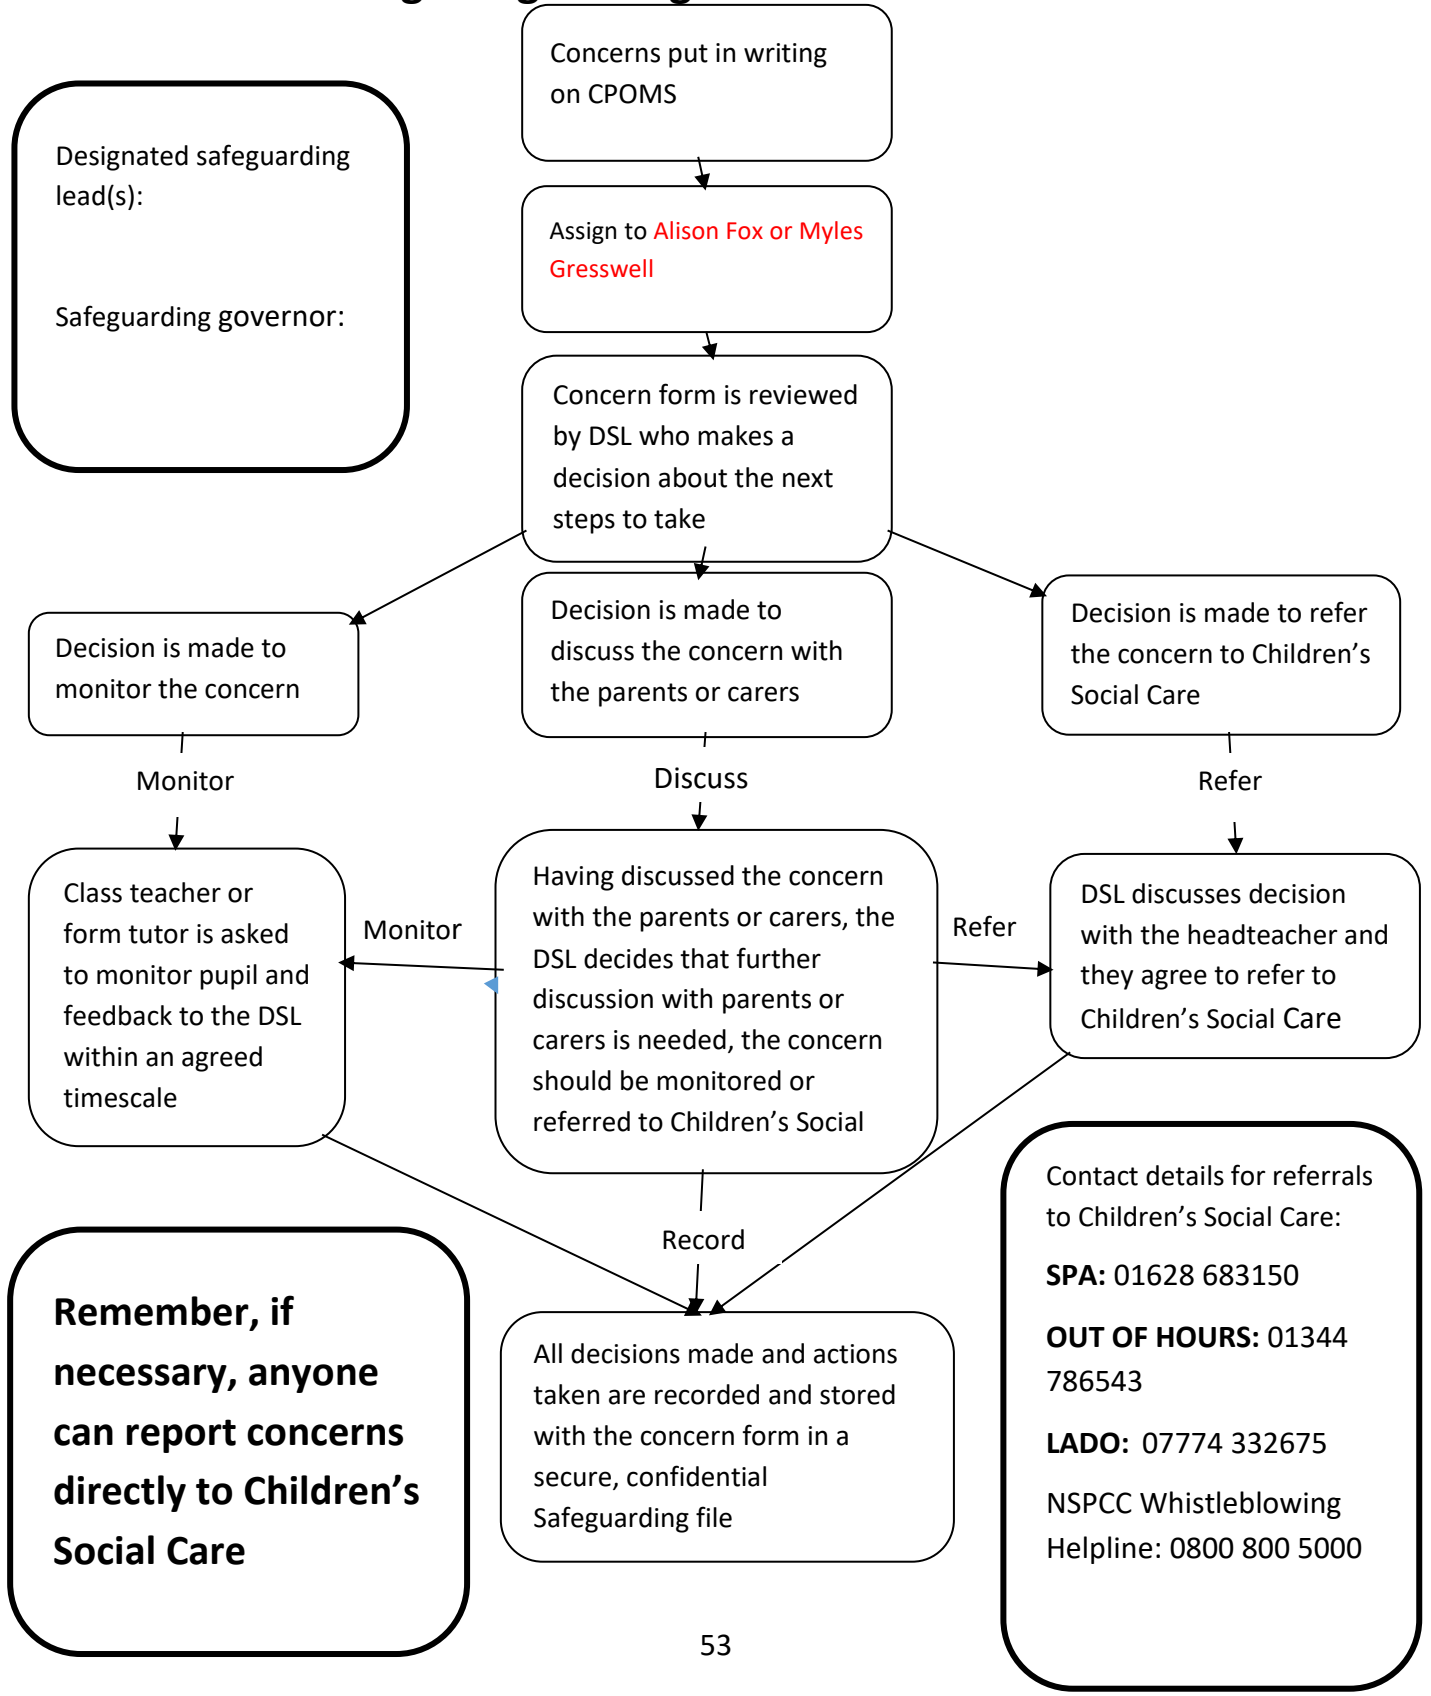 Concerns put in writing
on CPOMS
Designated safeguarding
lead(s):
Safeguarding governor:
Assign to Alison Fox or Myles
Gresswell
Concern form is reviewed
by DSL who makes a
decision about the next
steps to take
Decision is made to
monitor the concern
Decision is made to
discuss the concern with
the parents or carers
Decision is made to refer
the concern to Children’s
Social Care
Monitor
Discuss
Refer
Class teacher or
form tutor is asked
to monitor pupil and
feedback to the DSL
within an agreed
timescale
Monitor
Having discussed the concern
with the parents or carers, the
DSL decides that further
discussion with parents or
carers is needed, the concern
should be monitored or
referred to Children’s Social
Refer
DSL discusses decision
with the headteacher and
they agree to refer to
Children’s Social Care
Record
Remember, if
necessary, anyone
can report concerns
directly to Children’s
Social Care
All decisions made and actions
taken are recorded and stored
with the concern form in a
secure, confidential
Safeguarding file
Contact details for referrals
to Children’s Social Care:
SPA: 01628 683150
OUT OF HOURS: 01344
786543
LADO: 07774 332675
NSPCC Whistleblowing
Helpline: 0800 800 5000
53